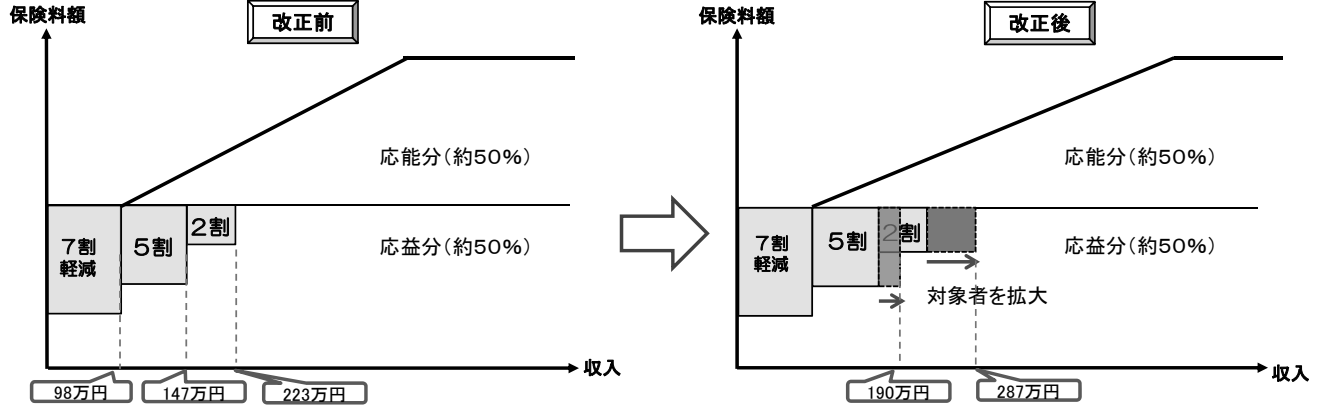 保険料額
改正前
応能分(約50%)
7割
軽減
5割
2割
応益分(約50%)
収入
98万円
147万円
223万円
保険料額
改正後
応能分(約50%)
7割
軽減
5割
2割
応益分(約50%)
対象者を拡大
収入
190万円
287万円